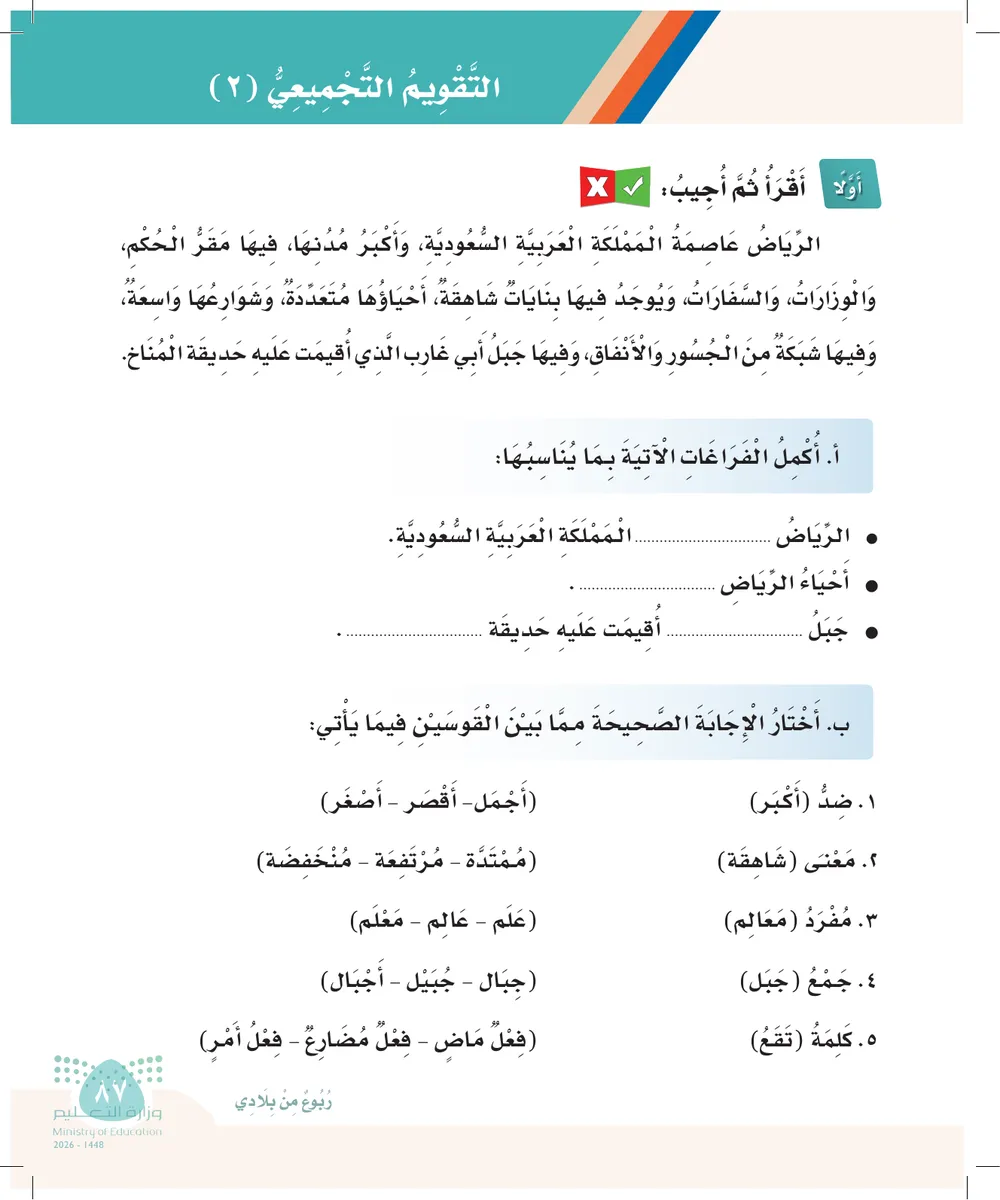 التَّقْوِيمُ التَّجْمِيعِيُّ (٢)
أَوَّلًا
أَقْرَأُ ثُمَّ أُجِيبُ:
الرِّيَاضُ عَاصِمَةُ الْمَمْلَكَةِ الْعَرَبِيَّةِ السُّعُودِيَّةِ، وَأَكْبَرُ مُدُنِهَا، فِيهَا مَقَرُّ الْحُكْمِ،
وَالْوِزَارَاتُ، وَالسَّفَارَاتُ، وَيُوجَدُ فِيهَا بِنَايَاتٌ شَاهِقَةٌ، أَحْيَاؤُهَا مُتَعَدِّدَةٌ، وَشَوَارِعُهَا وَاسِعَةٌ،
وَفِيهَا شَبَكَةٌ مِنَ الْجُسُورِ وَالْأَنْفَاقِ، وَفِيهَا جَبَلُ أَبِي غَارِب الَّذِي أُقِيمَت عَلَيهِ حَدِيقَة الْمُنَاخ.
أ. أُكْمِلُ الْفَرَاغَاتِ الْآتِيَةَ بِمَا يُنَاسِبُهَا:
• الرِّيَاضُ ................................. الْمَمْلَكَةِ الْعَرَبِيَّةِ السُّعُودِيَّةِ.
• أَحْيَاءُ الرِّيَاضِ ................................. .
• جَبَلُ ................................. أُقِيمَت عَلَيهِ حَدِيقَة ................................. .
ب. أَخْتَارُ الْإِجَابَةَ الصَّحِيحَةَ مِمَّا بَيْنَ الْقَوسَيْنِ فِيمَا يَأْتِي:
١. ضِدُّ (أَكْبَر) (أَجْمَل- أَقْصَر – أَصْغَر)
٢. مَعْنَى (شَاهِقَة) (مُمْتَدَّة – مُرْتَفِعَة – مُنْخَفِضَة)
٣. مُفْرَدُ (مَعَالِم) (عَلَم – عَالِم – مَعْلَم)
٤. جَمْعُ (جَبَل) (جِبَال – جُبَيْل – أَجْبَال)
٥. كَلِمَةُ (تَقَعُ) (فِعْلٌ مَاضٍ – فِعْلٌ مُضَارِعٌ – فِعْلُ أَمْرٍ)
رُبُوعٌ مِنْ بِلَادِي
٨٧
وزارة التعليم
Ministry of Education
2026 - 1448